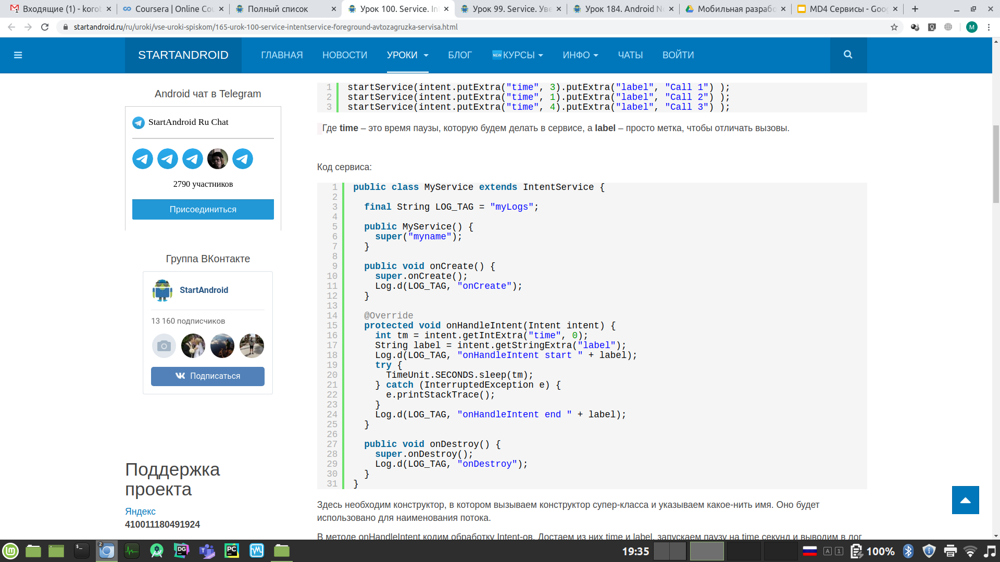 Входящие (1) - koro
Coursera | Online Co
Полный список
Урок 100. Service. In
Урок 99. Service. Уве
Урок 184. Android N
Мобильная разрабо
MD4 Сервисы - Goo
startandroid.ru/ru/uroki/vse-uroki-spiskom/165-urok-100-service-intentservice-foreground-avtozagruzka-servisa.html
M
STARTANDROID
ГЛАВНАЯ
НОВОСТИ
УРОКИ
БЛОГ
NEW КУРСЫ
ИНФО
ЧАТЫ
ВОЙТИ
Android чат в Telegram
StartAndroid Ru Chat
2790 участников
Присоединиться
Группа ВКонтакте
StartAndroid
13 160 подписчиков
Подписаться
Поддержка
проекта
Яндекс
410011180491924
1 startService(intent.putExtra("time", 3).putExtra("label", "Call 1") );
2 startService(intent.putExtra("time", 1).putExtra("label", "Call 2") );
3 startService(intent.putExtra("time", 4).putExtra("label", "Call 3") );
Где time – это время паузы, которую будем делать в сервисе, а label – просто метка, чтобы отличать вызовы.
Код сервиса:
1 public class MyService extends IntentService {
2
3   final String LOG_TAG = "myLogs";
4
5   public MyService() {
6     super("myname");
7   }
8
9   public void onCreate() {
10     super.onCreate();
11     Log.d(LOG_TAG, "onCreate");
12   }
13
14   @Override
15   protected void onHandleIntent(Intent intent) {
16     int tm = intent.getIntExtra("time", 0);
17     String label = intent.getStringExtra("label");
18     Log.d(LOG_TAG, "onHandleIntent start " + label);
19     try {
20       TimeUnit.SECONDS.sleep(tm);
21     } catch (InterruptedException e) {
22       e.printStackTrace();
23     }
24     Log.d(LOG_TAG, "onHandleIntent end " + label);
25   }
26
27   public void onDestroy() {
28     super.onDestroy();
29     Log.d(LOG_TAG, "onDestroy");
30   }
31 }
Здесь необходим конструктор, в котором вызываем конструктор супер-класса и указываем какое-нить имя. Оно будет
использовано для наименования потока.
В методе onHandleIntent кодим обработку Intent-ов. Достаем из них time и label, запускаем паузу на time секунд и выводим в лог
2
DG
PC
19:35
A 1
100%